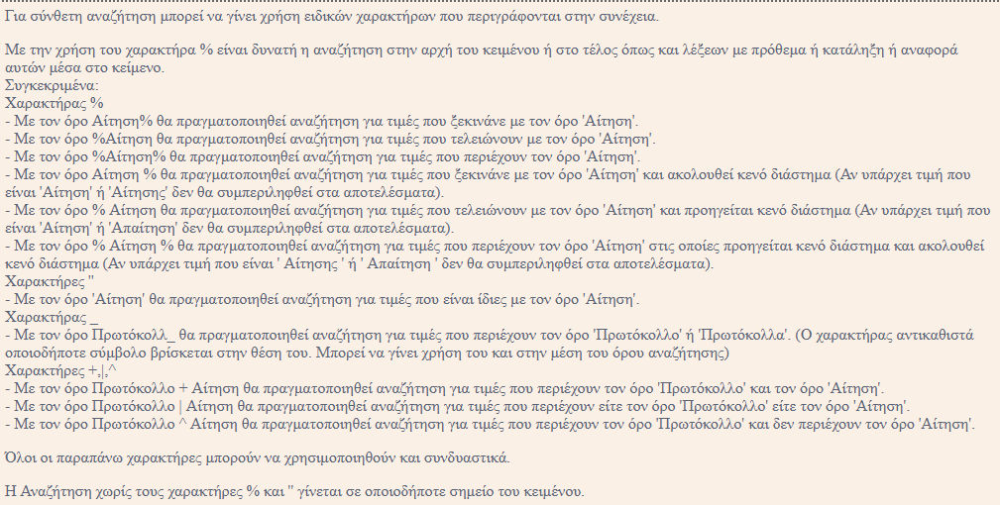 Για σύνθετη αναζήτηση μπορεί να γίνει χρήση ειδικών χαρακτήρων που περιγράφονται στην συνέχεια.
Με την χρήση του χαρακτήρα % είναι δυνατή η αναζήτηση στην αρχή του κειμένου ή στο τέλος όπως και λέξεων με πρόθεμα ή κατάληξη ή αναφορά
αυτών μέσα στο κείμενο.
Συγκεκριμένα:
Χαρακτήρας %
- Με τον όρο Αίτηση% θα πραγματοποιηθεί αναζήτηση για τιμές που ξεκινάνε με τον όρο 'Αίτηση'.
- Με τον όρο %Αίτηση θα πραγματοποιηθεί αναζήτηση για τιμές που τελειώνουν με τον όρο 'Αίτηση'.
- Με τον όρο %Αίτηση% θα πραγματοποιηθεί αναζήτηση για τιμές που περιέχουν τον όρο 'Αίτηση'.
- Με τον όρο Αίτηση % θα πραγματοποιηθεί αναζήτηση για τιμές που ξεκινάνε με τον όρο 'Αίτηση' και ακολουθεί κενό διάστημα (Αν υπάρχει τιμή που
είναι 'Αίτηση' ή 'Αίτησης' δεν θα συμπεριληφθεί στα αποτελέσματα).
- Με τον όρο % Αίτηση θα πραγματοποιηθεί αναζήτηση για τιμές που τελειώνουν με τον όρο 'Αίτηση' και προηγείται κενό διάστημα (Αν υπάρχει τιμή που
είναι 'Αίτηση' ή 'Απαίτηση' δεν θα συμπεριληφθεί στα αποτελέσματα).
- Με τον όρο % Αίτηση % θα πραγματοποιηθεί αναζήτηση για τιμές που περιέχουν τον όρο 'Αίτηση' στις οποίες προηγείται κενό διάστημα και ακολουθεί
κενό διάστημα (Αν υπάρχει τιμή που είναι ' Αίτησης ' ή ' Απαίτηση ' δεν θα συμπεριληφθεί στα αποτελέσματα).
Χαρακτήρες ''
- Με τον όρο 'Αίτηση' θα πραγματοποιηθεί αναζήτηση για τιμές που είναι ίδιες με τον όρο 'Αίτηση'.
Χαρακτήρας _
- Με τον όρο Πρωτόκολλ_ θα πραγματοποιηθεί αναζήτηση για τιμές που περιέχουν τον όρο 'Πρωτόκολλο' ή 'Πρωτόκολλα'. (Ο χαρακτήρας αντικαθιστά
οποιοδήποτε σύμβολο βρίσκεται στην θέση του. Μπορεί να γίνει χρήση του και στην μέση του όρου αναζήτησης)
Χαρακτήρες +,|,^
- Με τον όρο Πρωτόκολλο + Αίτηση θα πραγματοποιηθεί αναζήτηση για τιμές που περιέχουν τον όρο 'Πρωτόκολλο' και τον όρο 'Αίτηση'.
- Με τον όρο Πρωτόκολλο | Αίτηση θα πραγματοποιηθεί αναζήτηση για τιμές που περιέχουν είτε τον όρο 'Πρωτόκολλο' είτε τον όρο 'Αίτηση'.
- Με τον όρο Πρωτόκολλο ^ Αίτηση θα πραγματοποιηθεί αναζήτηση για τιμές που περιέχουν τον όρο 'Πρωτόκολλο' και δεν περιέχουν τον όρο 'Αίτηση'.
Όλοι οι παραπάνω χαρακτήρες μπορούν να χρησιμοποιηθούν και συνδυαστικά.
Η Αναζήτηση χωρίς τους χαρακτήρες % και '' γίνεται σε οποιοδήποτε σημείο του κειμένου.